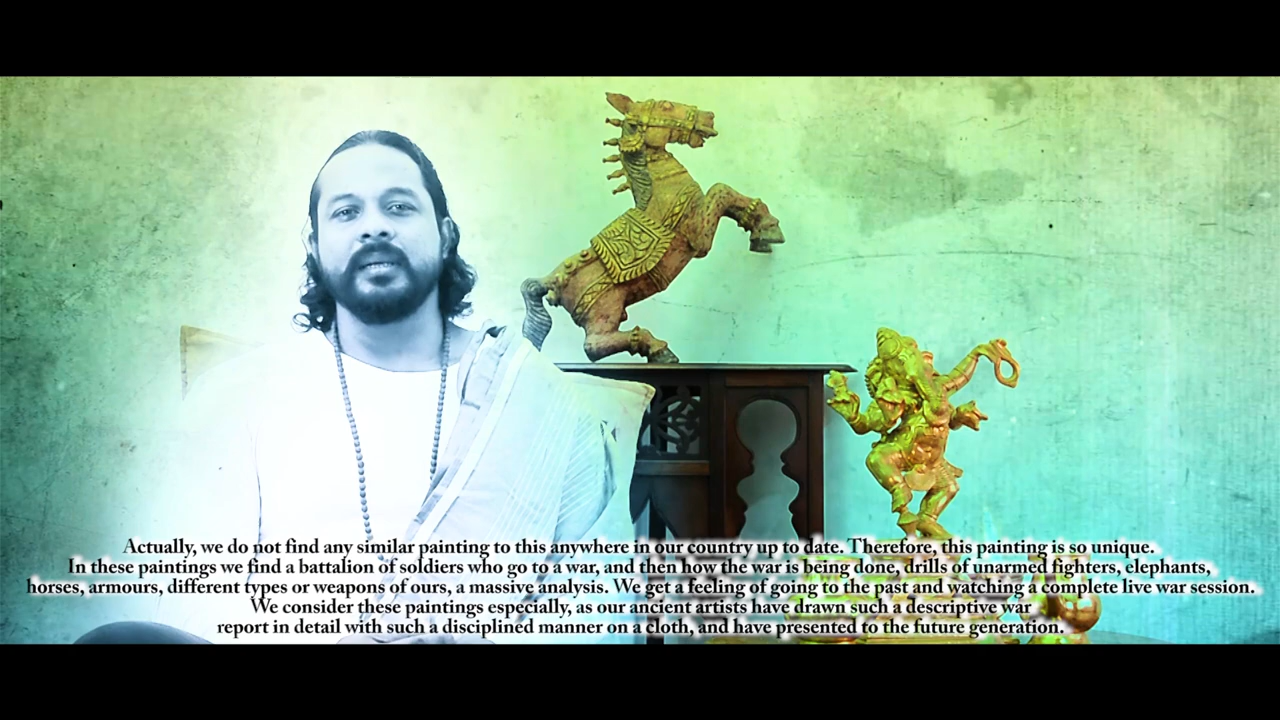 Actually, we do not find any similar painting to this anywhere in our country up to date. Therefore, this painting is so unique.
In these paintings we find a battalion of soldiers who go to a war, and then how the war is being done, drills of unarmed fighters, elephants,
horses, armours, different types or weapons of ours, a massive analysis. We get a feeling of going to the past and watching a complete live war session.
We consider these paintings especially, as our ancient artists have drawn such a descriptive war
report in detail with such a disciplined manner on a cloth, and have presented to the future generation.